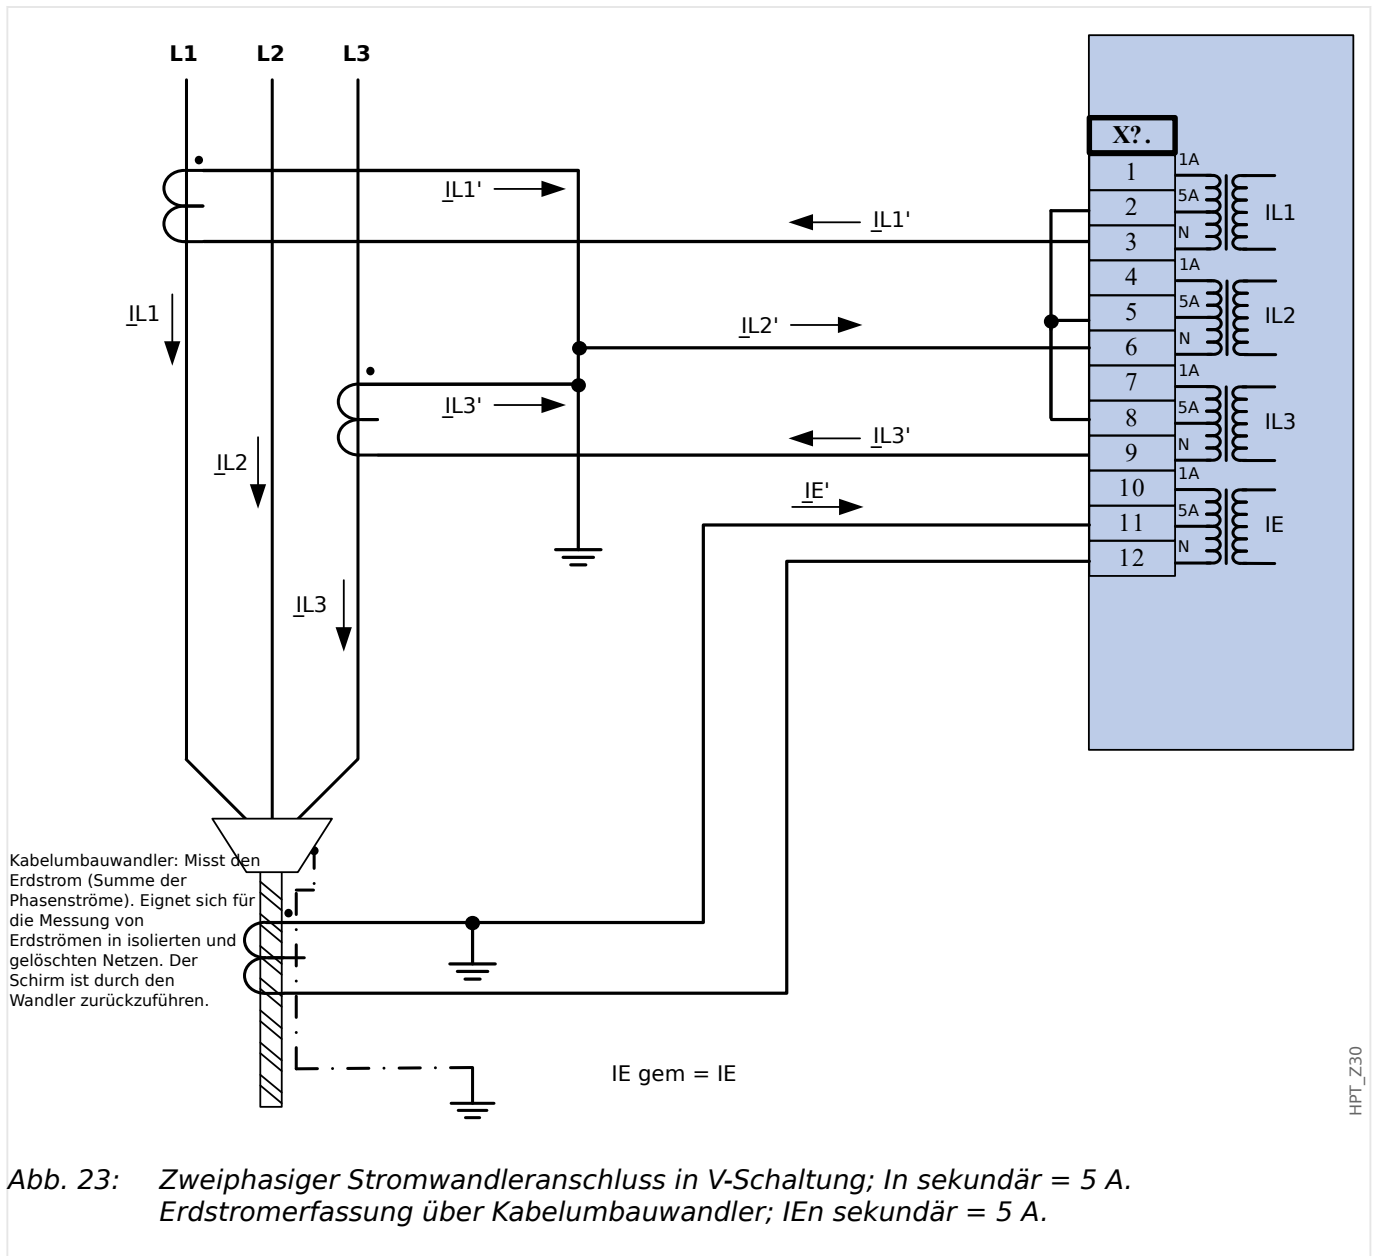 L1 L2 L3
X?.
1 1A
2 5A IL1
3 N
4 1A
5 5A IL2
6 N
7 1A
8 5A IL3
9 N
10 1A
11 5A IE
12 N
IL1'
IL1'
IL1
IL2'
IL3'
IL3'
IL2
IE'
IL3
Kabelumbauwandler: Misst den
Erdstrom (Summe der
Phasenströme). Eignet sich für
die Messung von
Erdströmen in isolierten und
gelöschten Netzen. Der
Schirm ist durch den
Wandler zurückzuführen.
IE gem = IE
HPT_Z30
Abb. 23: Zweiphasiger Stromwandleranschluss in V-Schaltung; In sekundär = 5 A.
Erdstromerfassung über Kabelumbauwandler; IEn sekundär = 5 A.